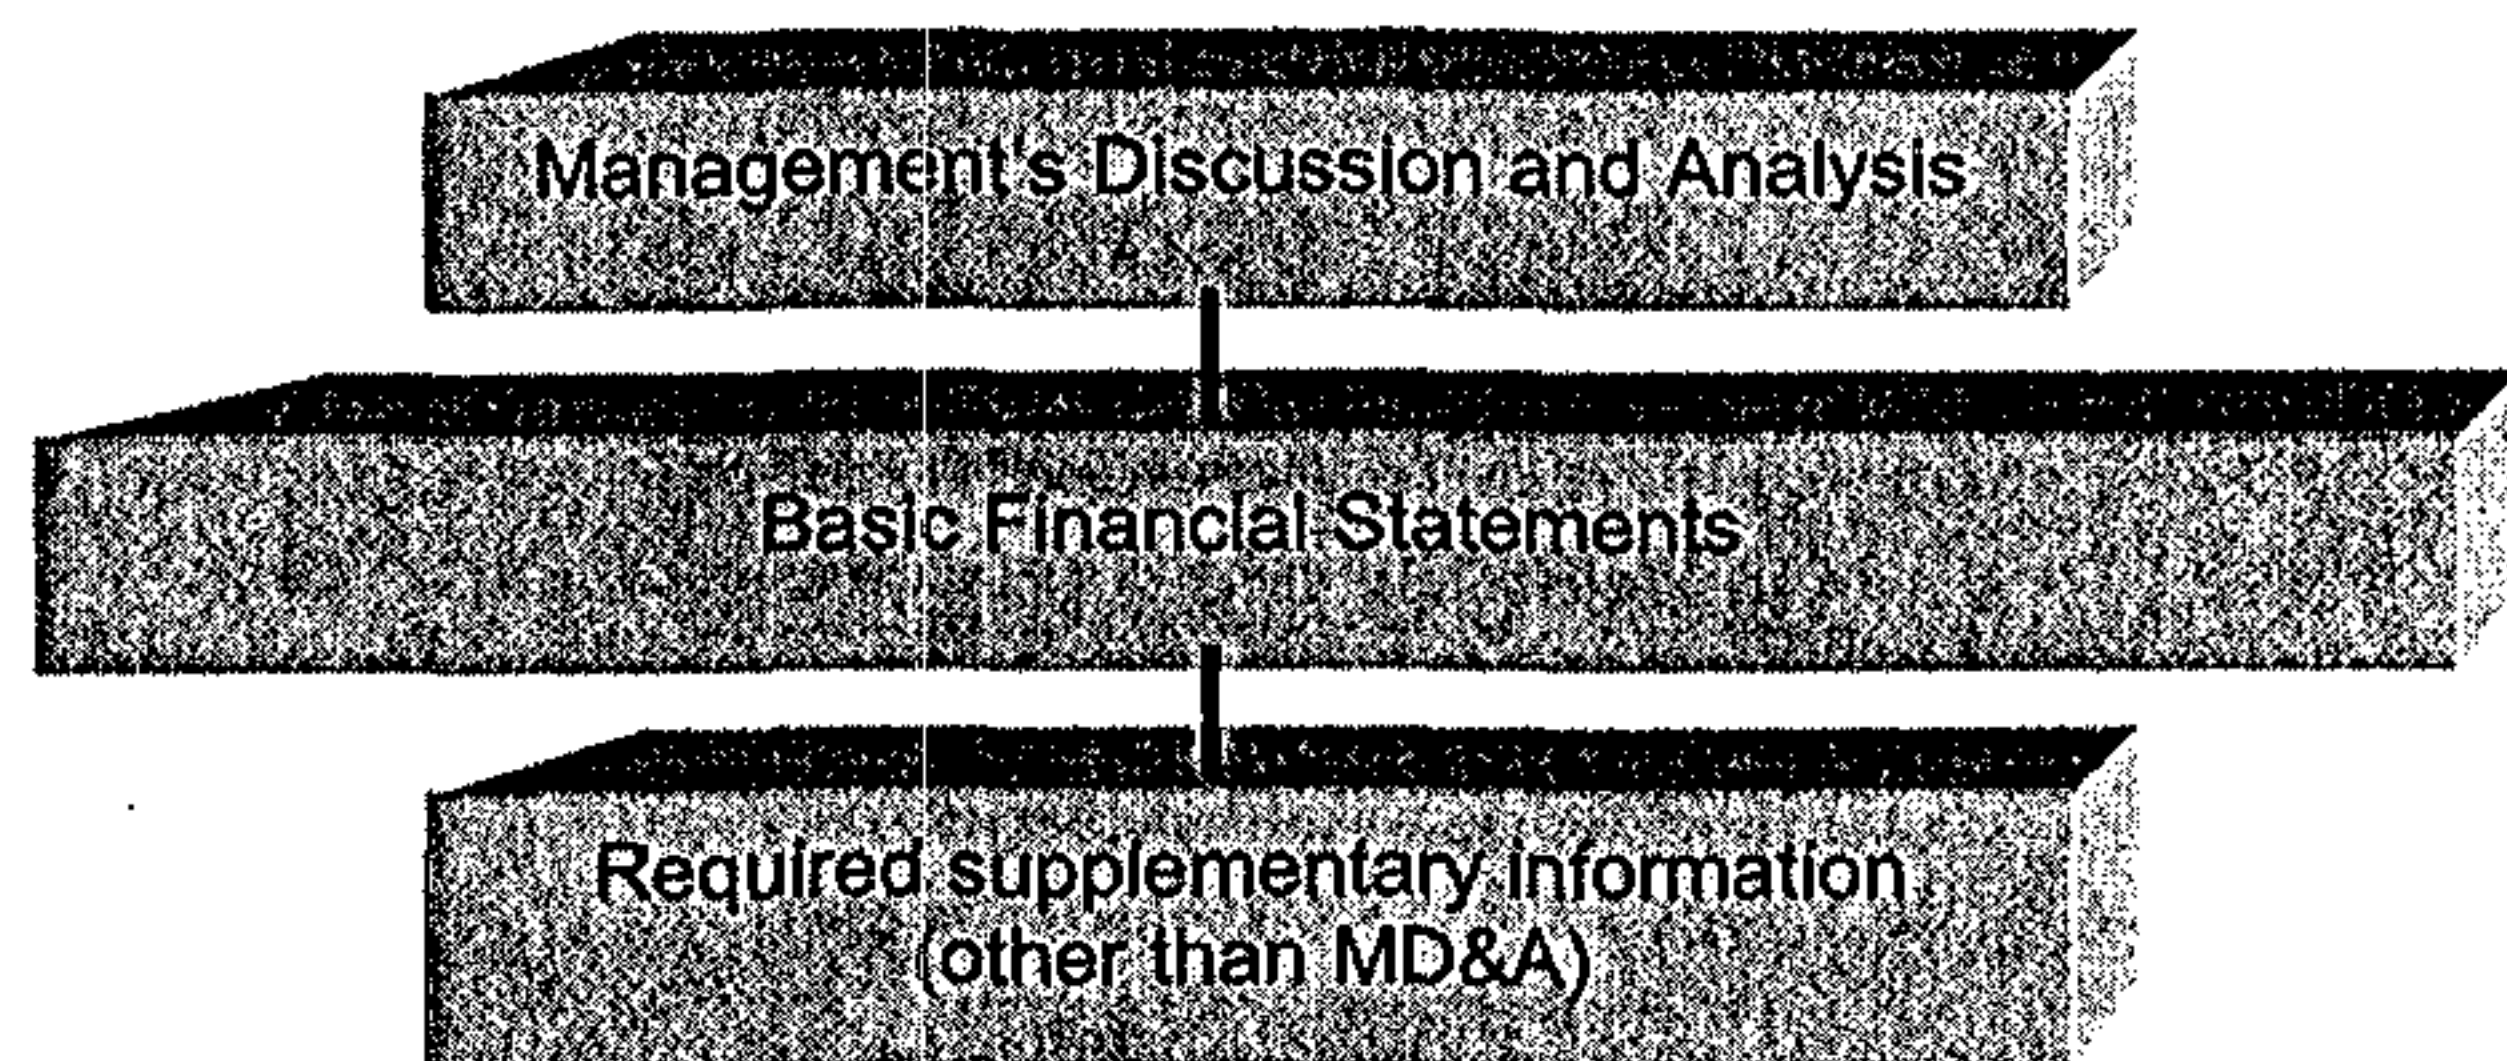 Management's Discussion and Analysis
Basic Financial Statements
Required supplementary information
(other than MD&A)